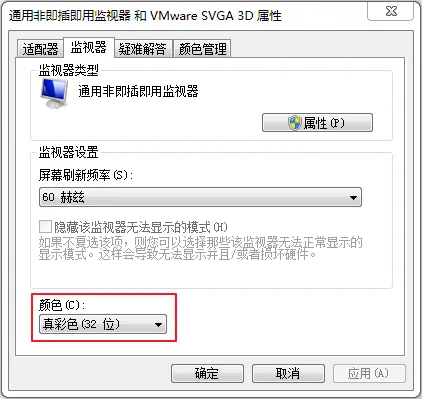 通用非即插即用监视器 和 VMware SVGA 3D 属性
适配器 监视器 疑难解答 颜色管理
监视器类型
通用非即插即用监视器
属性(P)
监视器设置
屏幕刷新频率(S):
60 赫兹
隐藏该监视器无法显示的模式(H)
如果不复选该项，则您可以选择那些该监视器无法正常显示的
显示模式。这样会导致无法显示并且/或者损坏硬件。
颜色(C):
真彩色(32 位)
确定 取消 应用(A)